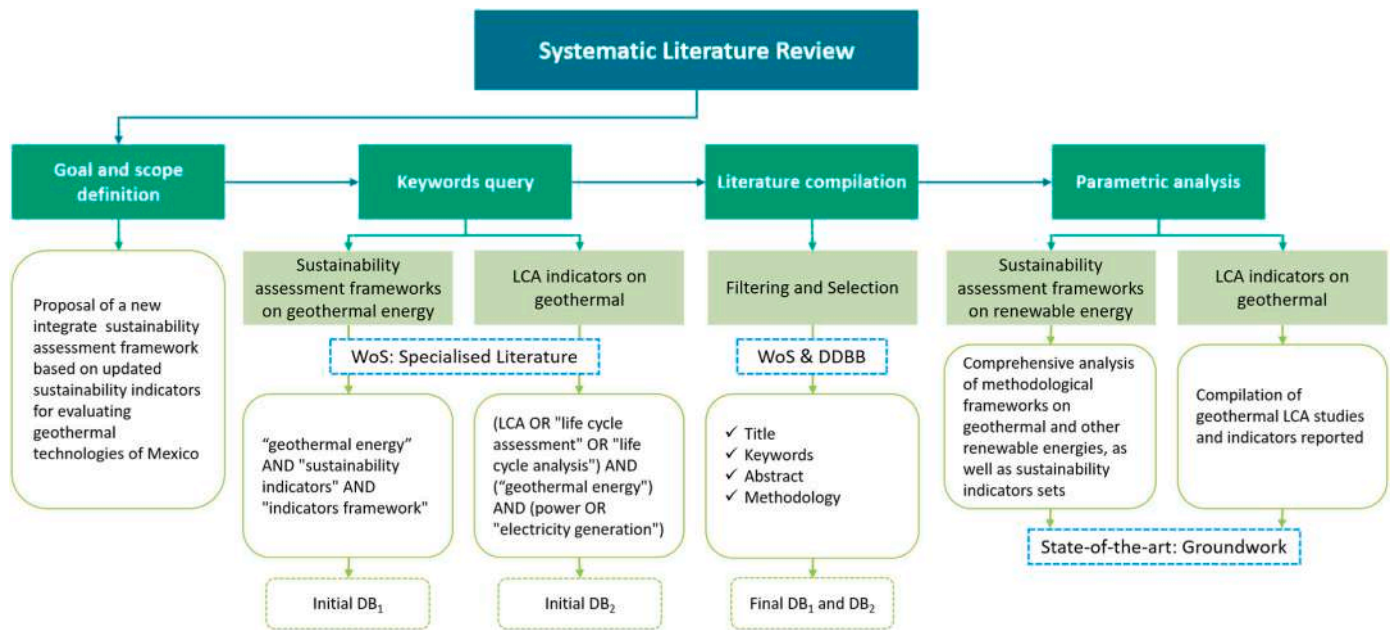 Systematic Literature Review
Goal and scope
definition
Keywords query
Literature compilation
Parametric analysis
Proposal of a new
integrate sustainability
assessment framework
based on updated
sustainability indicators
for evaluating
geothermal
technologies of Mexico
Sustainability
assessment frameworks
on geothermal energy
LCA indicators on
geothermal
WoS: Specialised Literature
“geothermal energy”
AND "sustainability
indicators" AND
"indicators framework"
(LCA OR "life cycle
assessment" OR "life
cycle analysis") AND
(“geothermal energy”)
AND (power OR
"electricity generation")
Initial DB₁
Initial DB₂
Filtering and Selection
WoS & DDBB
✓ Title
✓ Keywords
✓ Abstract
✓ Methodology
Final DB₁ and DB₂
Sustainability
assessment frameworks
on renewable energy
LCA indicators on
geothermal
Comprehensive analysis
of methodological
frameworks on
geothermal and other
renewable energies, as
well as sustainability
indicators sets
Compilation of
geothermal LCA studies
and indicators reported
State-of-the-art: Groundwork